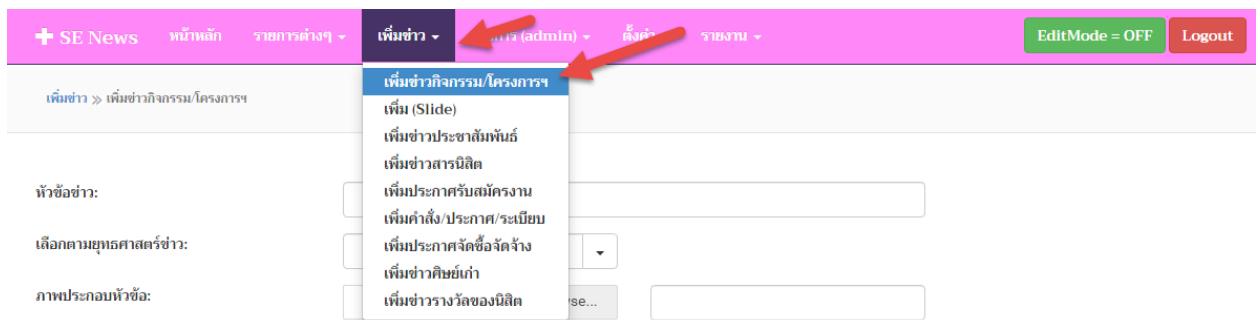 SE News หน้าหลัก รายการต่างๆ เพิ่มข่าว (admin) รายงาน EditMode = OFF Logout
เพิ่มข่าว » เพิ่มข่าวกิจกรรม/โครงการฯ
เพิ่มข่าวกิจกรรม/โครงการฯ
เพิ่ม (Slide)
เพิ่มข่าวประชาสัมพันธ์
เพิ่มข่าวสารนิสิต
เพิ่มประกาศรับสมัครงาน
เพิ่มคำสั่ง/ประกาศ/ระเบียบ
เพิ่มประกาศจัดซื้อจัดจ้าง
เพิ่มข่าวศิษย์เก่า
เพิ่มข่าวรางวัลของนิสิต
หัวข้อข่าว:
เลือกตามยุทธศาสตร์ข่าว:
ภาพประกอบหัวข้อ: